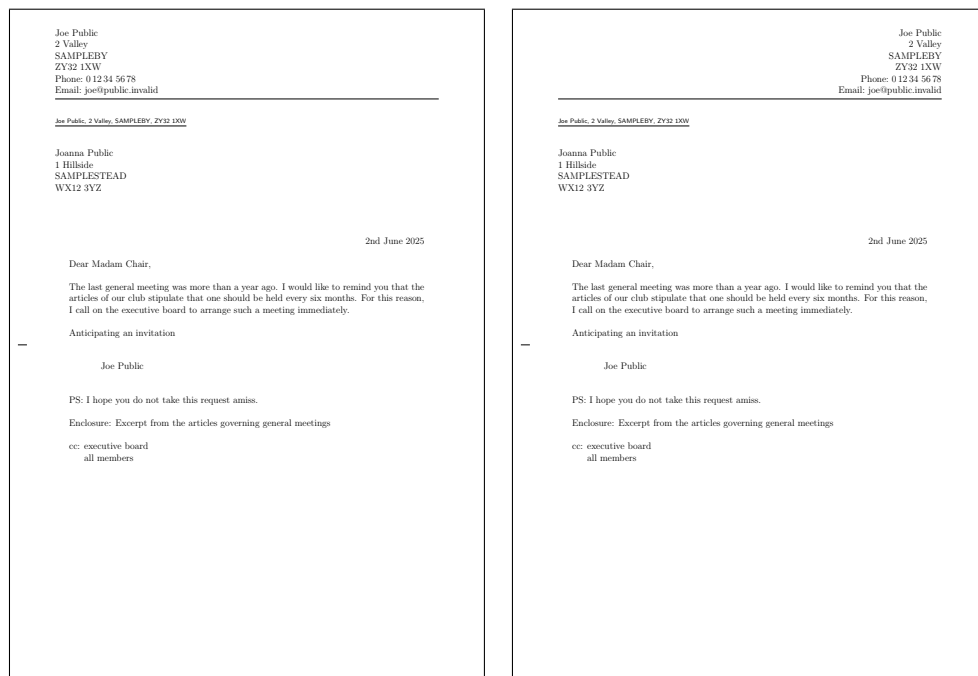 Joe Public
2 Valley
SAMPLEBY
ZY32 1XW
Phone: 0 12 34 56 78
Email: joe@public.invalid
Joe Public, 2 Valley, SAMPLEBY, ZY32 1XW
Joanna Public
1 Hillside
SAMPLESTEAD
WX12 3YZ
2nd June 2025
Dear Madam Chair,
The last general meeting was more than a year ago. I would like to remind you that the
articles of our club stipulate that one should be held every six months. For this reason,
I call on the executive board to arrange such a meeting immediately.
Anticipating an invitation
Joe Public
PS: I hope you do not take this request amiss.
Enclosure: Excerpt from the articles governing general meetings
cc: executive board
all members
Joe Public
2 Valley
SAMPLEBY
ZY32 1XW
Phone: 0 12 34 56 78
Email: joe@public.invalid
Joe Public, 2 Valley, SAMPLEBY, ZY32 1XW
Joanna Public
1 Hillside
SAMPLESTEAD
WX12 3YZ
2nd June 2025
Dear Madam Chair,
The last general meeting was more than a year ago. I would like to remind you that the
articles of our club stipulate that one should be held every six months. For this reason,
I call on the executive board to arrange such a meeting immediately.
Anticipating an invitation
Joe Public
PS: I hope you do not take this request amiss.
Enclosure: Excerpt from the articles governing general meetings
cc: executive board
all members